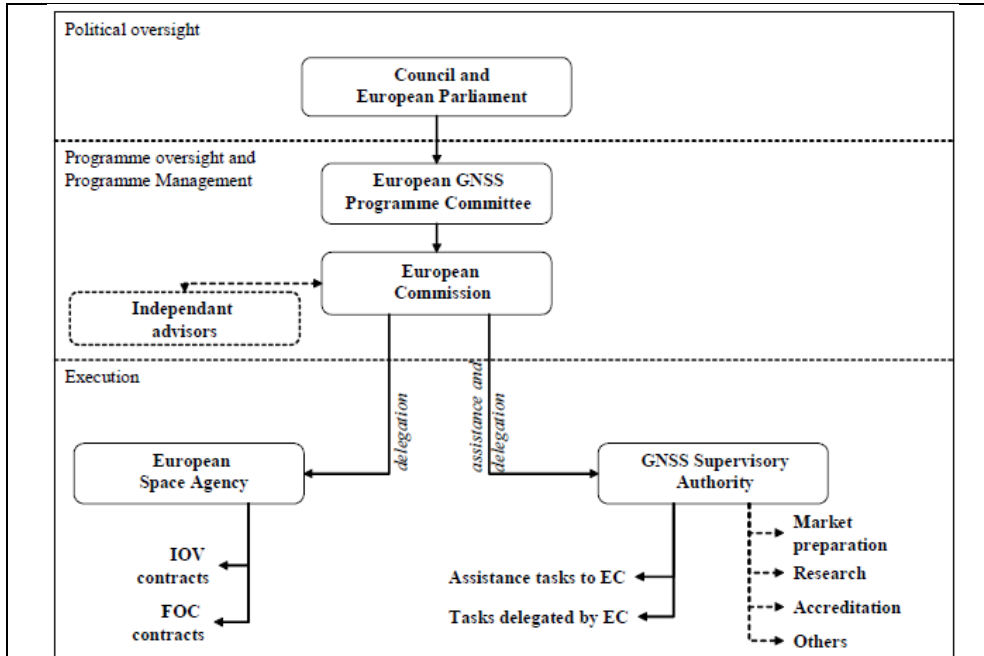 Political oversight
Council and
European Parliament
Programme oversight and
Programme Management
European GNSS
Programme Committee
European
Commission
Independant
advisors
Execution
delegation
assistance and
delegation
European
Space Agency
GNSS Supervisory
Authority
IOV
contracts
FOC
contracts
Assistance tasks to EC
Tasks delegated by EC
Market
preparation
Research
Accreditation
Others